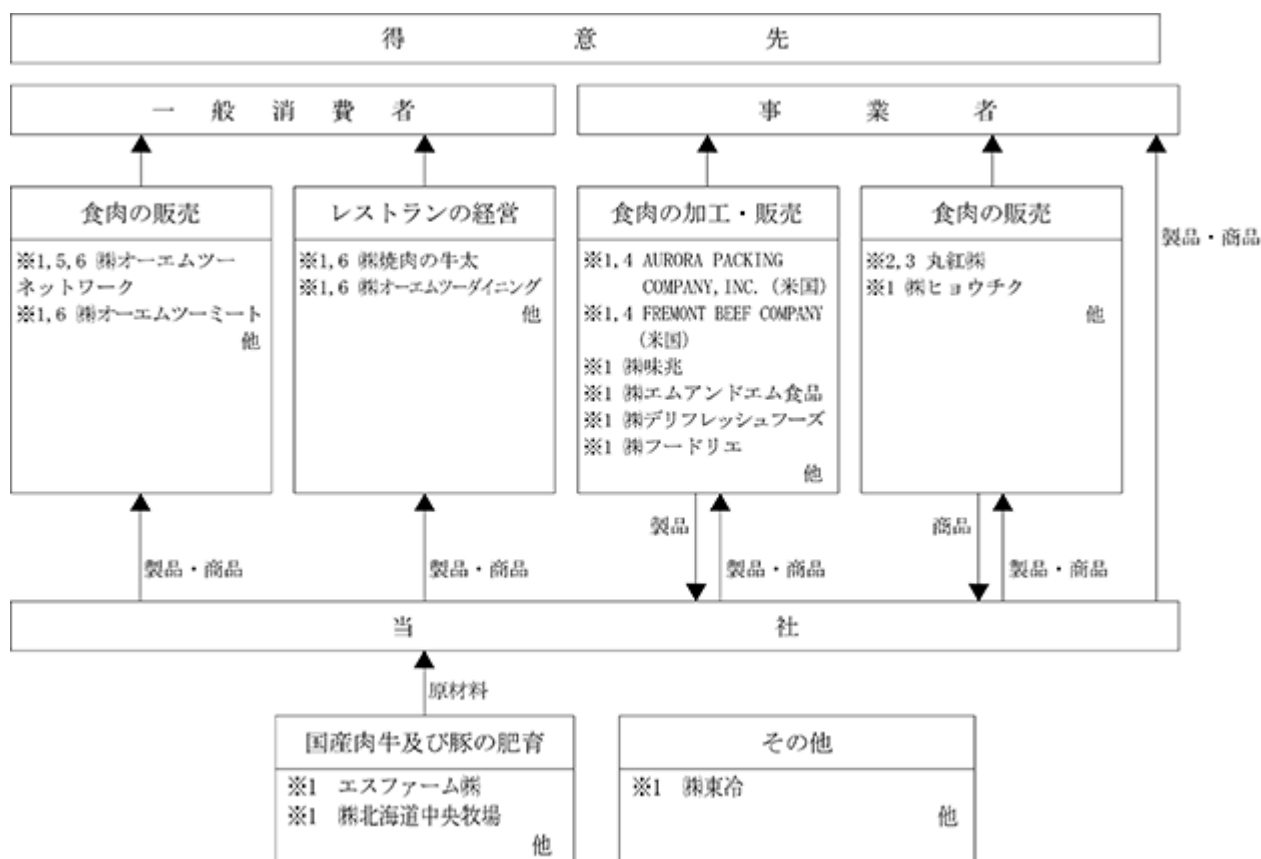 得意先
一般消費者
事業者
食肉の販売
※1,5,6 ㈱オーエムツー
ネットワーク
※1,6 ㈱オーエムツーミート
他
レストランの経営
※1,6 ㈱焼肉の牛太
※1,6 ㈱オーエムツーダイニング
他
食肉の加工・販売
※1,4 AURORA PACKING
COMPANY,INC. (米国)
※1,4 FREMONT BEEF COMPANY
(米国)
※1 ㈱味兆
※1 ㈱エムアンドエム食品
※1 ㈱デリフレッシュフーズ
※1 ㈱フードリエ
他
食肉の販売
※2,3 丸紅㈱
※1 ㈱ヒョウチク
他
製品・商品
製品・商品
製品・商品
製品
製品・商品
商品
製品・商品
当社
原材料
国産肉牛及び豚の肥育
※1 エスファーム㈱
※1 ㈱北海道中央牧場
他
その他
※1 ㈱東冷
他